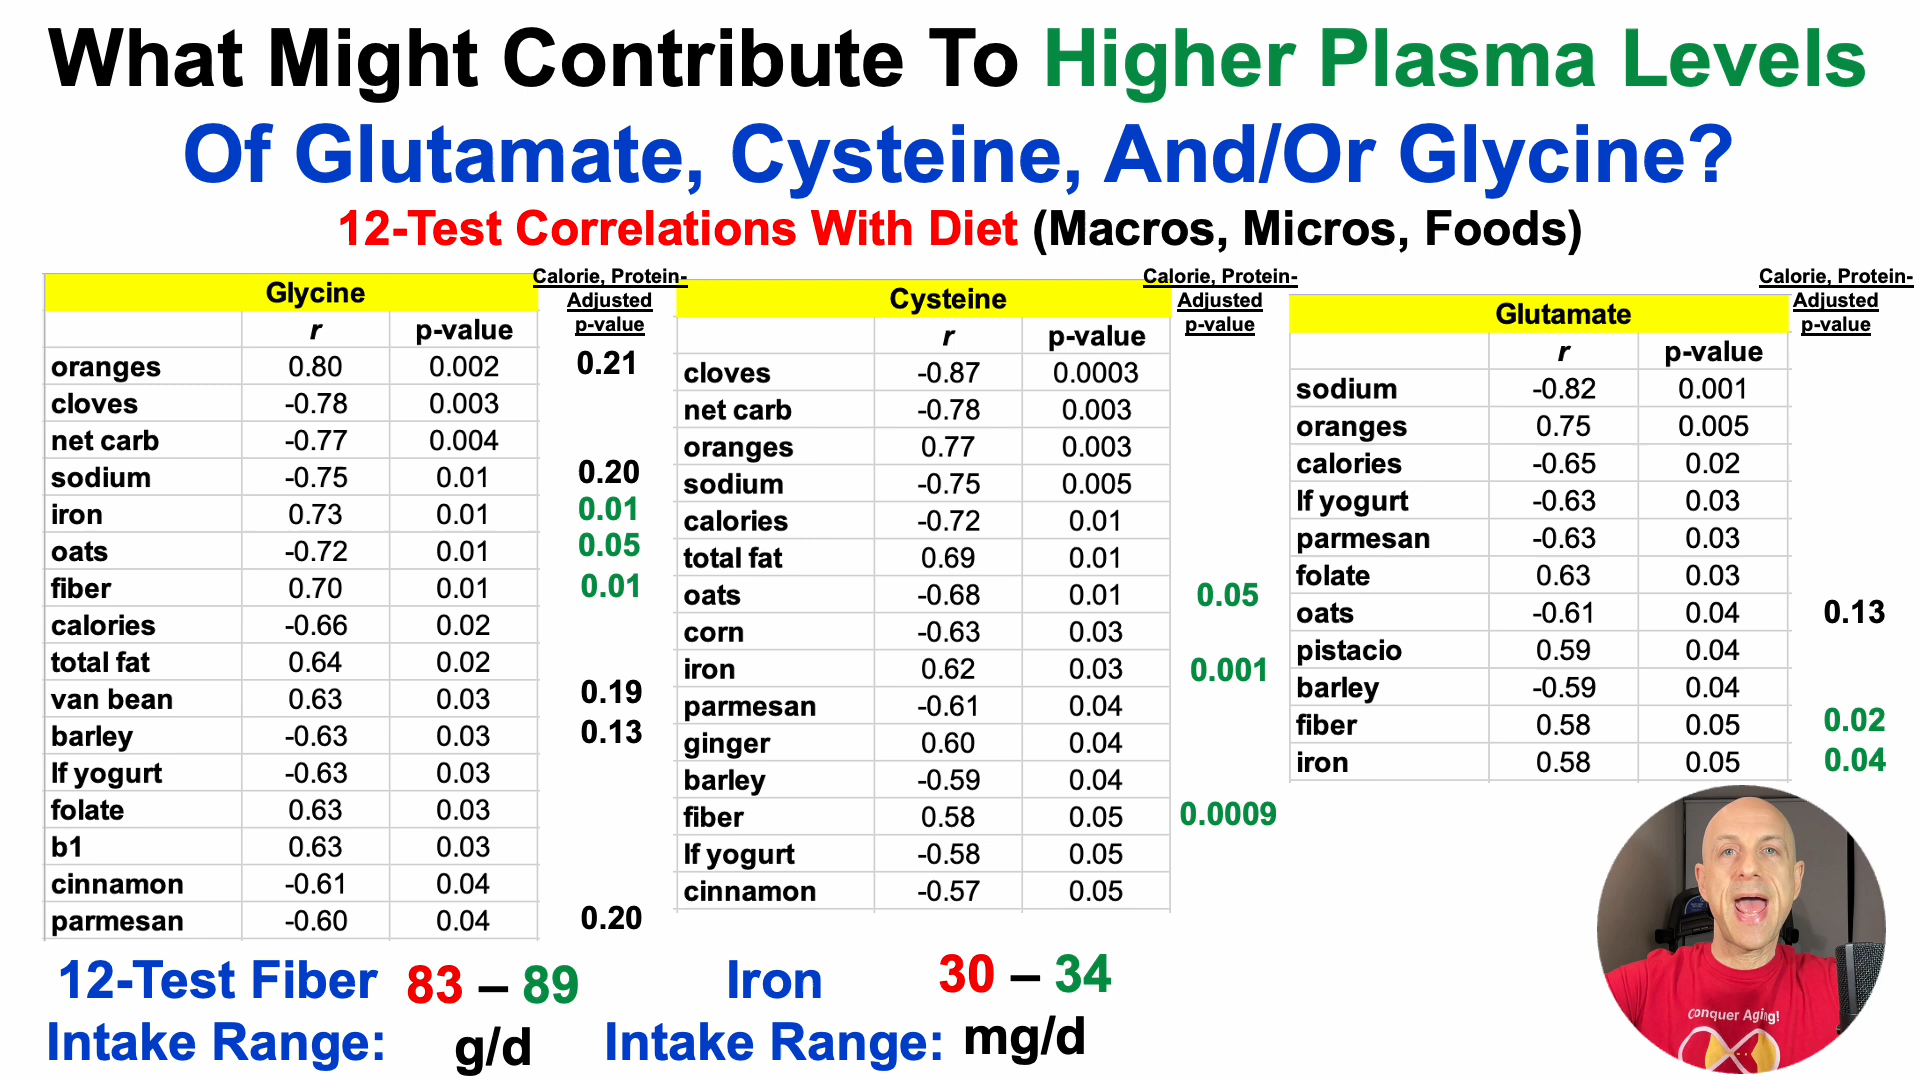 What Might Contribute To Higher Plasma Levels
Of Glutamate, Cysteine, And/Or Glycine?
12-Test Correlations With Diet (Macros, Micros, Foods)
Calorie, Protein-
Adjusted
p-value
Glycine
r p-value
oranges 0.80 0.002 0.21
cloves -0.78 0.003
net carb -0.77 0.004
sodium -0.75 0.01 0.20
iron 0.73 0.01 0.01
oats -0.72 0.01 0.05
fiber 0.70 0.01 0.01
calories -0.66 0.02
total fat 0.64 0.02
van bean 0.63 0.03 0.19
barley -0.63 0.03 0.13
lf yogurt -0.63 0.03
folate 0.63 0.03
b1 0.63 0.03
cinnamon -0.61 0.04
parmesan -0.60 0.04 0.20
Calorie, Protein-
Adjusted
p-value
Cysteine
r p-value
cloves -0.87 0.0003
net carb -0.78 0.003
oranges 0.77 0.003
sodium -0.75 0.005
calories -0.72 0.01
total fat 0.69 0.01
oats -0.68 0.01 0.05
corn -0.63 0.03
iron 0.62 0.03 0.001
parmesan -0.61 0.04
ginger 0.60 0.04
barley -0.59 0.04
fiber 0.58 0.05 0.0009
lf yogurt -0.58 0.05
cinnamon -0.57 0.05
Calorie, Protein-
Adjusted
p-value
Glutamate
r p-value
sodium -0.82 0.001
oranges 0.75 0.005
calories -0.65 0.02
lf yogurt -0.63 0.03
parmesan -0.63 0.03
folate 0.63 0.03
oats -0.61 0.04 0.13
pistacio 0.59 0.04
barley -0.59 0.04
fiber 0.58 0.05 0.02
iron 0.58 0.05 0.04
12-Test Fiber 83 – 89
Intake Range: g/d
Iron 30 – 34
Intake Range: mg/d
Conquer Aging!